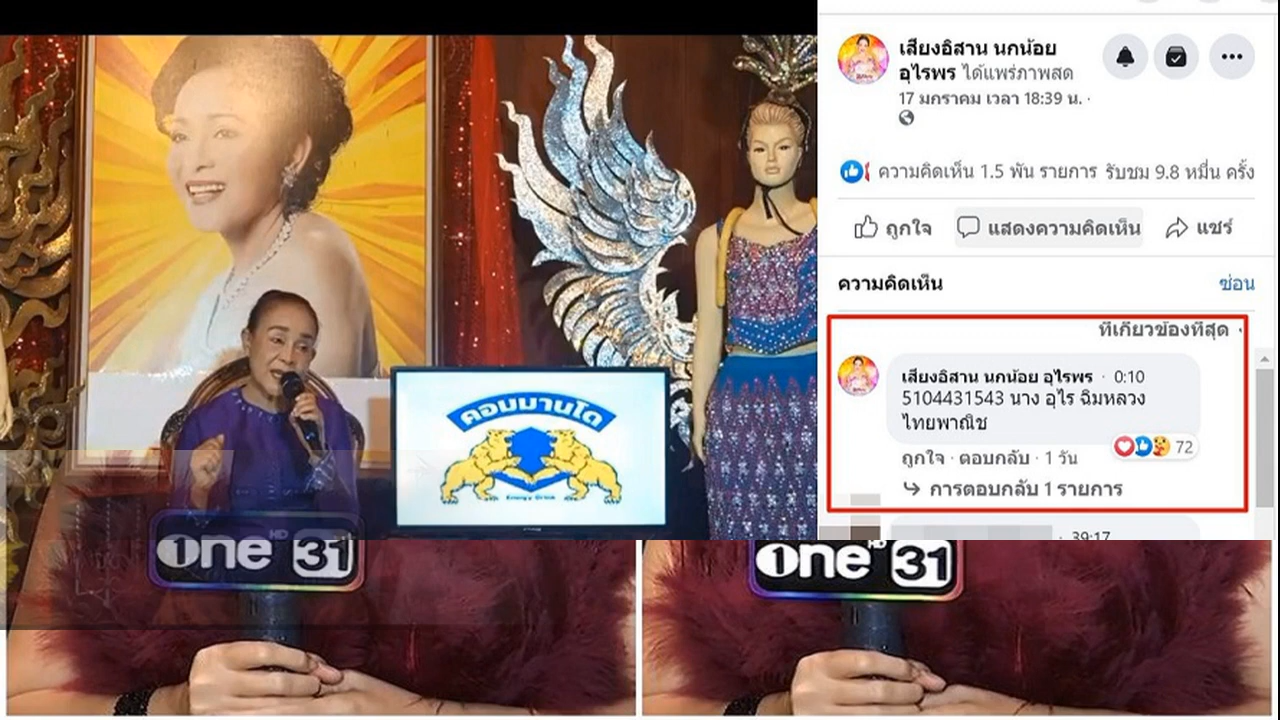 คอมมานโด
Energy Drink
one HD 31
one HD 31
เสียงอิสาน นกน้อย
อุไรพร ได้แพร่ภาพสด
17 มกราคม เวลา 18:39 น. ·
ความคิดเห็น 1.5 พัน รายการ รับชม 9.8 หมื่น ครั้ง
ถูกใจ แสดงความคิดเห็น แชร์
ความคิดเห็น ซ่อน
ที่เกี่ยวข้องที่สุด
เสียงอิสาน นกน้อย อุไรพร · 0:10
5104431543 นาง อุไร ฉิมหลวง
ไทยพาณิช
72
ถูกใจ · ตอบกลับ · 1 วัน
การตอบกลับ 1 รายการ
· 39:17